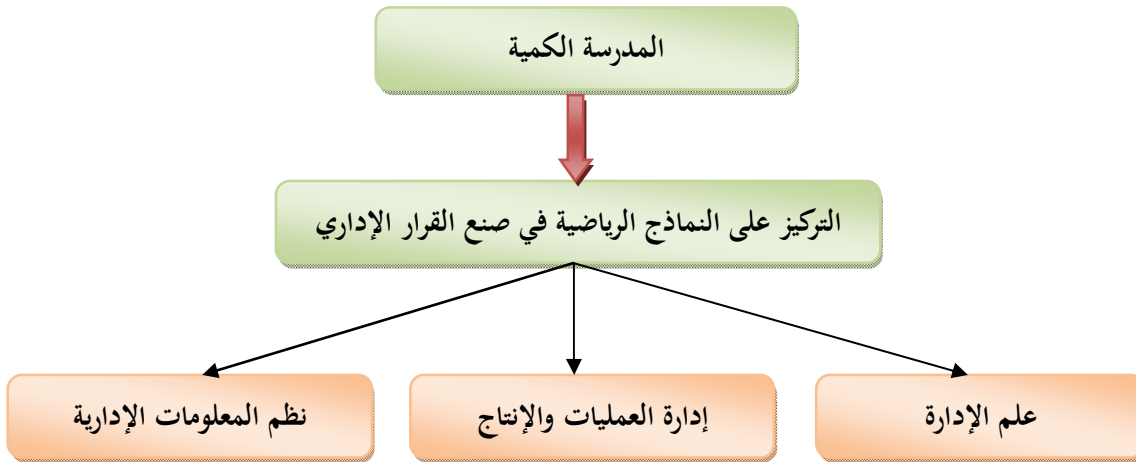 المدرسة الكمية
التركيز على النماذج الرياضية في صنع القرار الإداري
علم الإدارة
إدارة العمليات والإنتاج
نظم المعلومات الإدارية